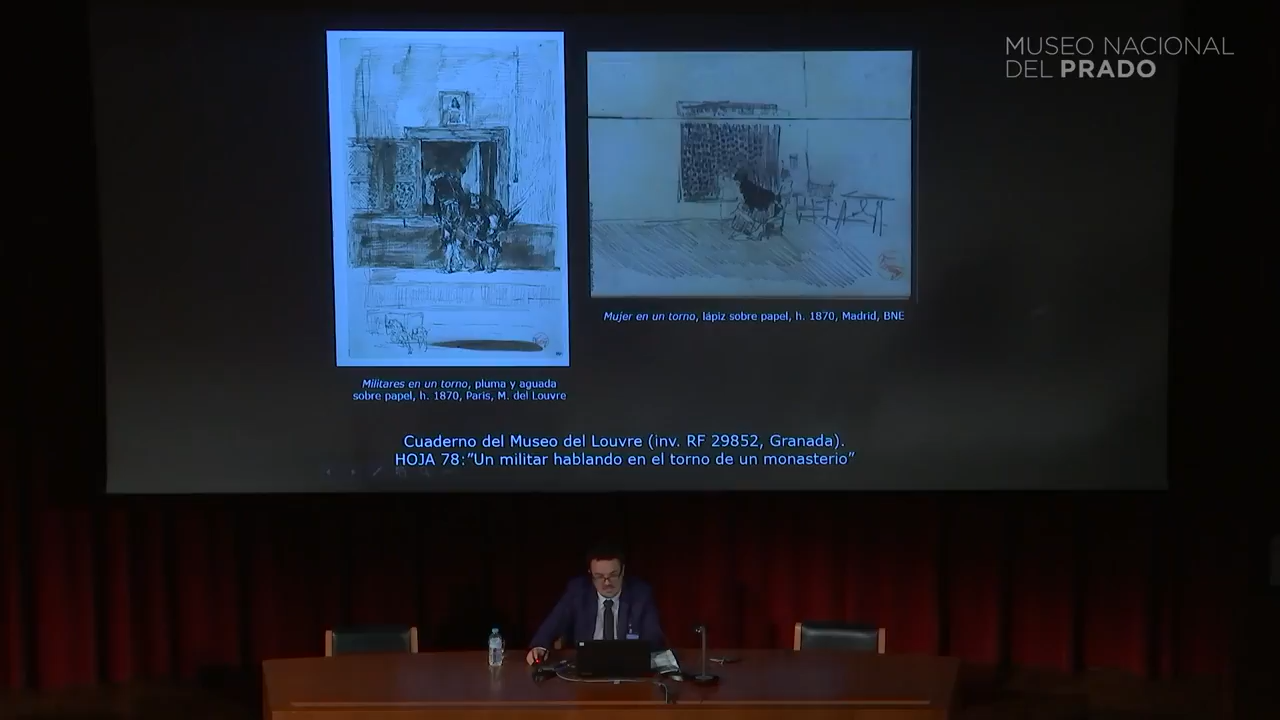 MUSEO NACIONAL
DEL PRADO
Mujer en un torno, lápiz sobre papel, h. 1870, Madrid, BNE
Militares en un torno, pluma y aguada
sobre papel, h. 1870, Paris, M. del Louvre
Cuaderno del Museo del Louvre (inv. RF 29852, Granada).
HOJA 78:"Un militar hablando en el torno de un monasterio"